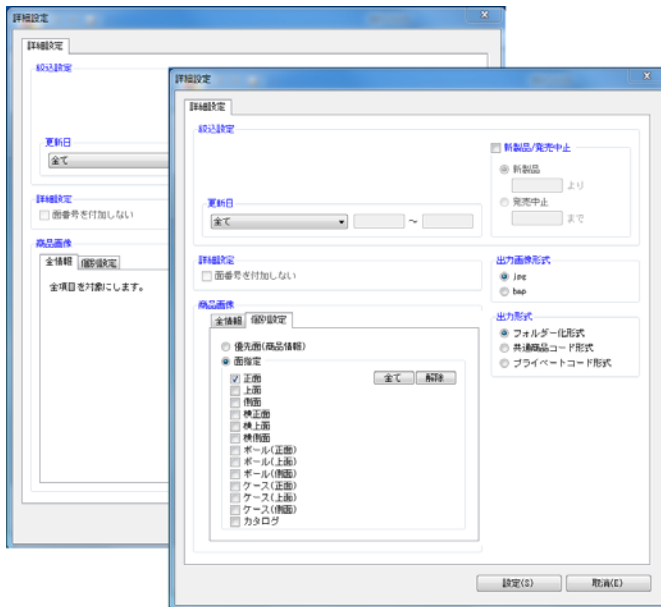 詳細設定
詳細設定
絞込設定
更新日
全て
詳細設定
面番号を付加しない
商品画像
全情報 個別設定
全項目を対象にします。
詳細設定
詳細設定
絞込設定
新製品/発売中止
新製品
より
発売中止
まで
更新日
全て ～
詳細設定
面番号を付加しない
出力画像形式
jpg
bmp
商品画像
全情報 個別設定
優先面(商品情報)
面指定
正面
上面
側面
検正面
検上面
検側面
ボール(正面)
ボール(上面)
ボール(側面)
ケース(正面)
ケース(上面)
ケース(側面)
カタログ
全て 解除
出力形式
フォルダー化形式
共通商品コード形式
プライベートコード形式
設定(S) 取消(E)